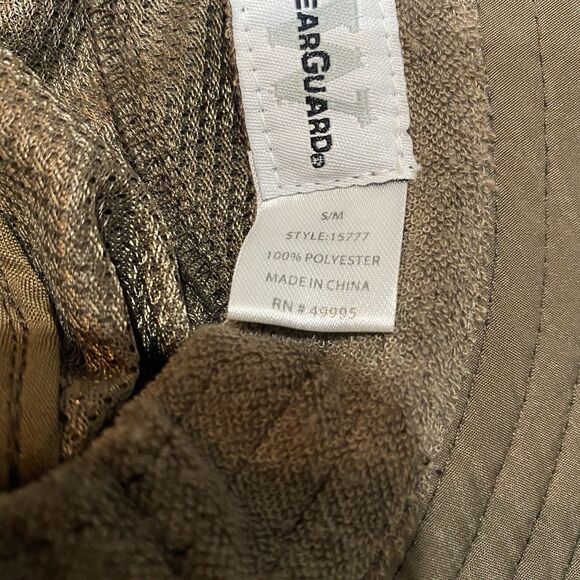 W
EARGUARD®
S/M
STYLE:15777
100% POLYESTER
MADE IN CHINA
RN # 49995